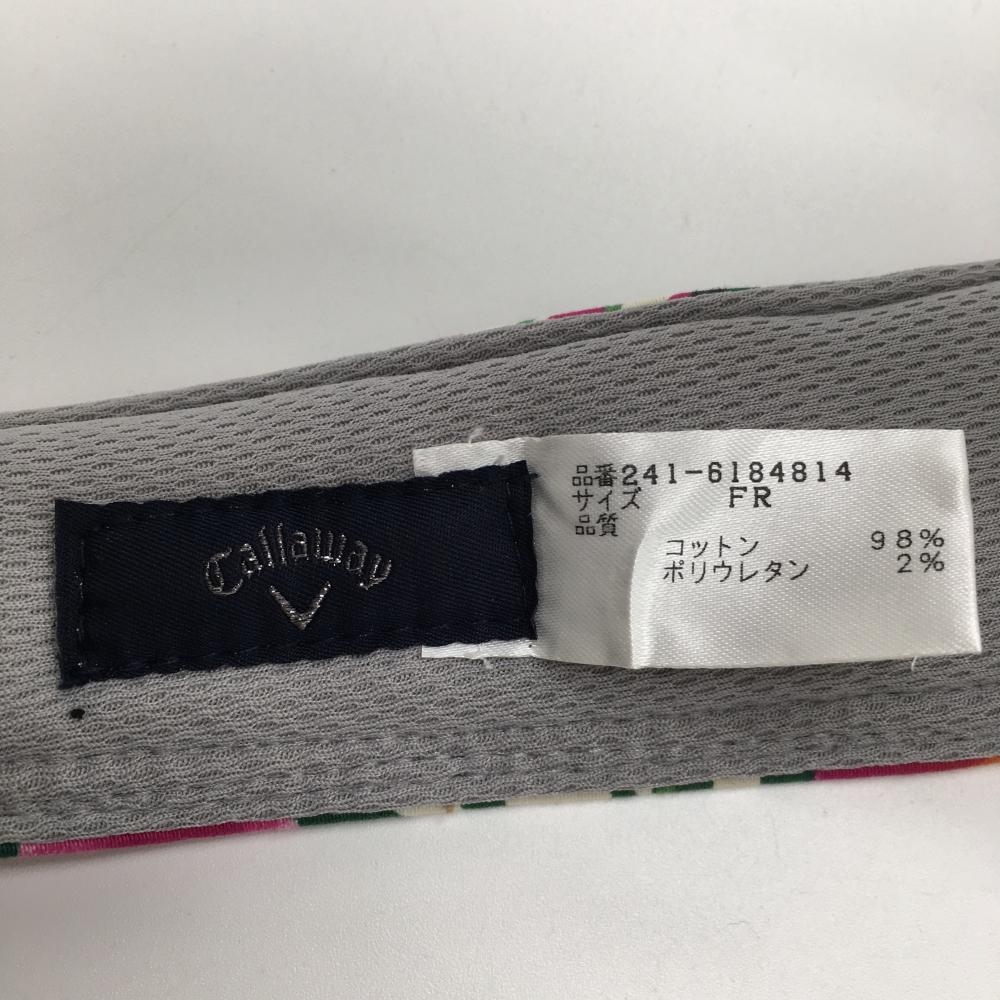 Callaway
品番241-6184814
サイズ FR
品質
コットン 98%
ポリウレタン 2%